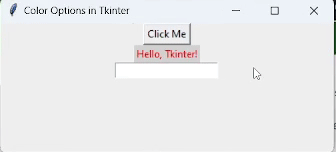 Color Options in Tkinter
Click Me
Hello, Tkinter!